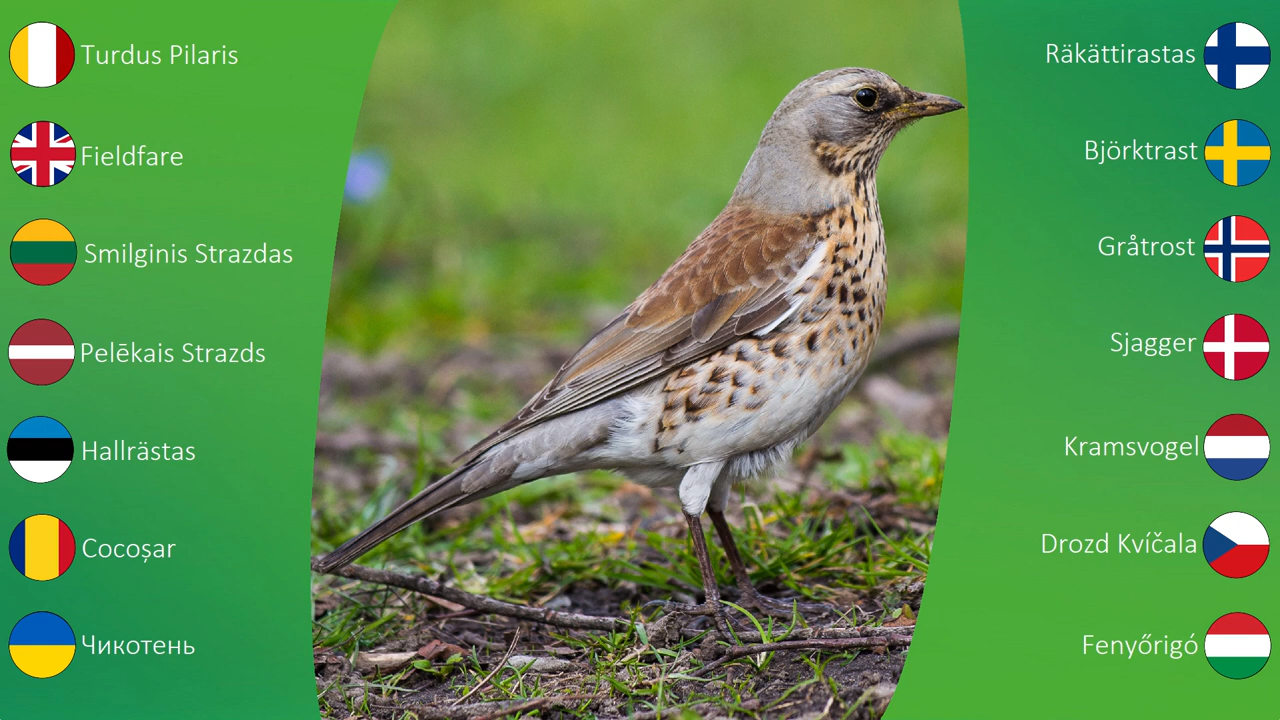 Turdus Pilaris
Fieldfare
Smilginis Strazdas
Pelēkais Strazds
Hallrästas
Cocoșar
Чикотень
Räkättirastas
Björktrast
Gråtrost
Sjagger
Kramsvogel
Drozd Kvíčala
Fenyőrigó